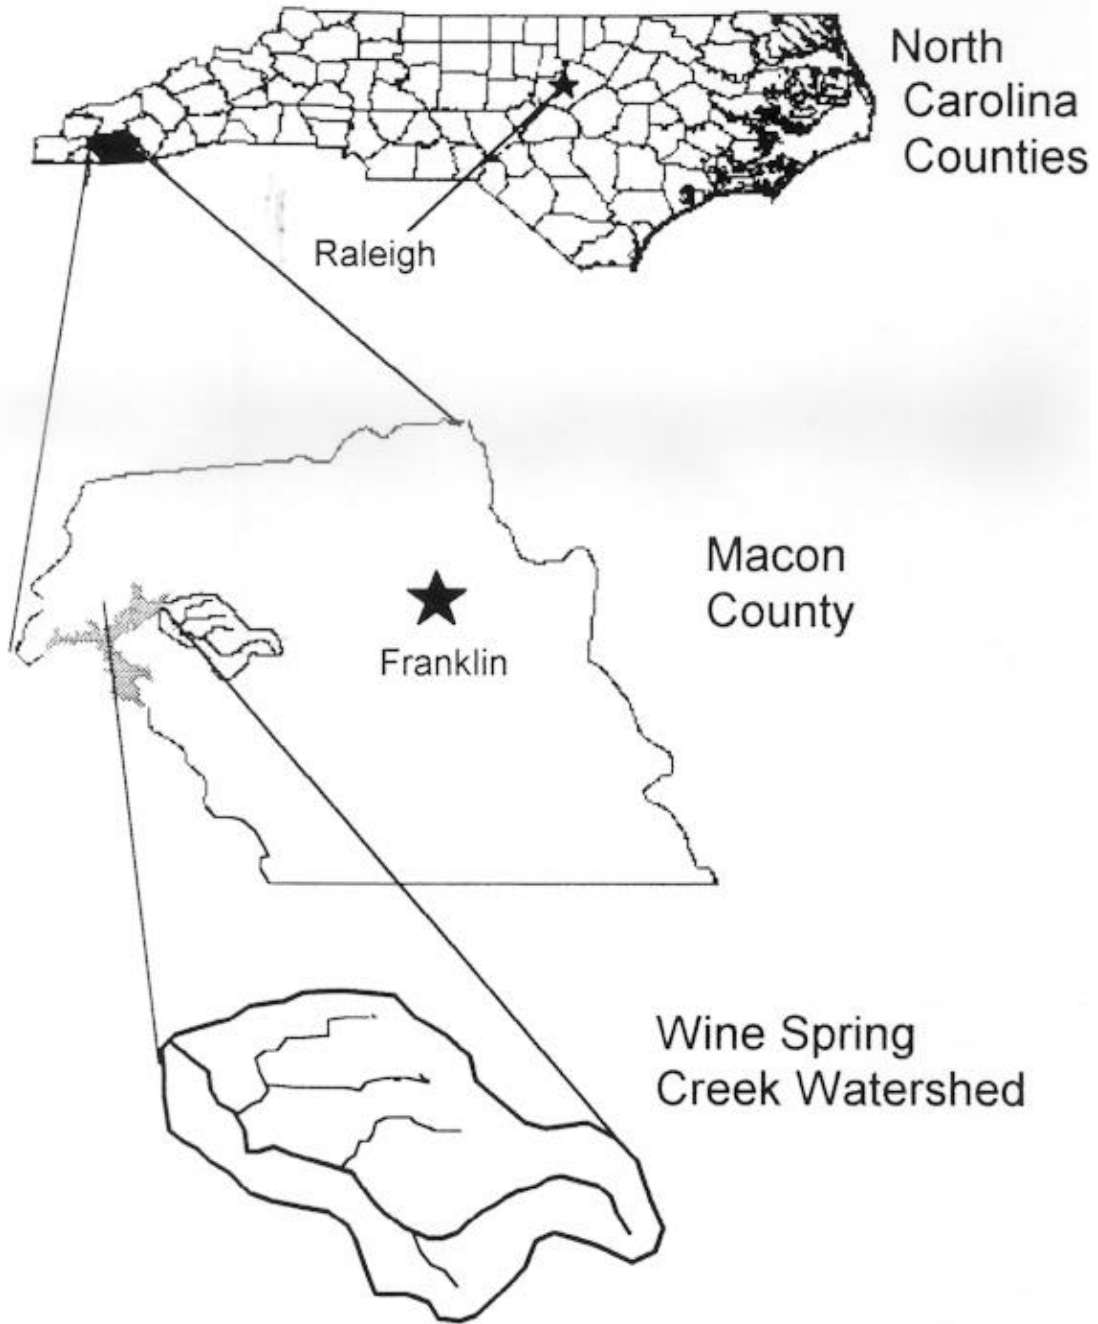 North
Carolina
Counties
Raleigh
Macon
County
Franklin
Wine Spring
Creek Watershed